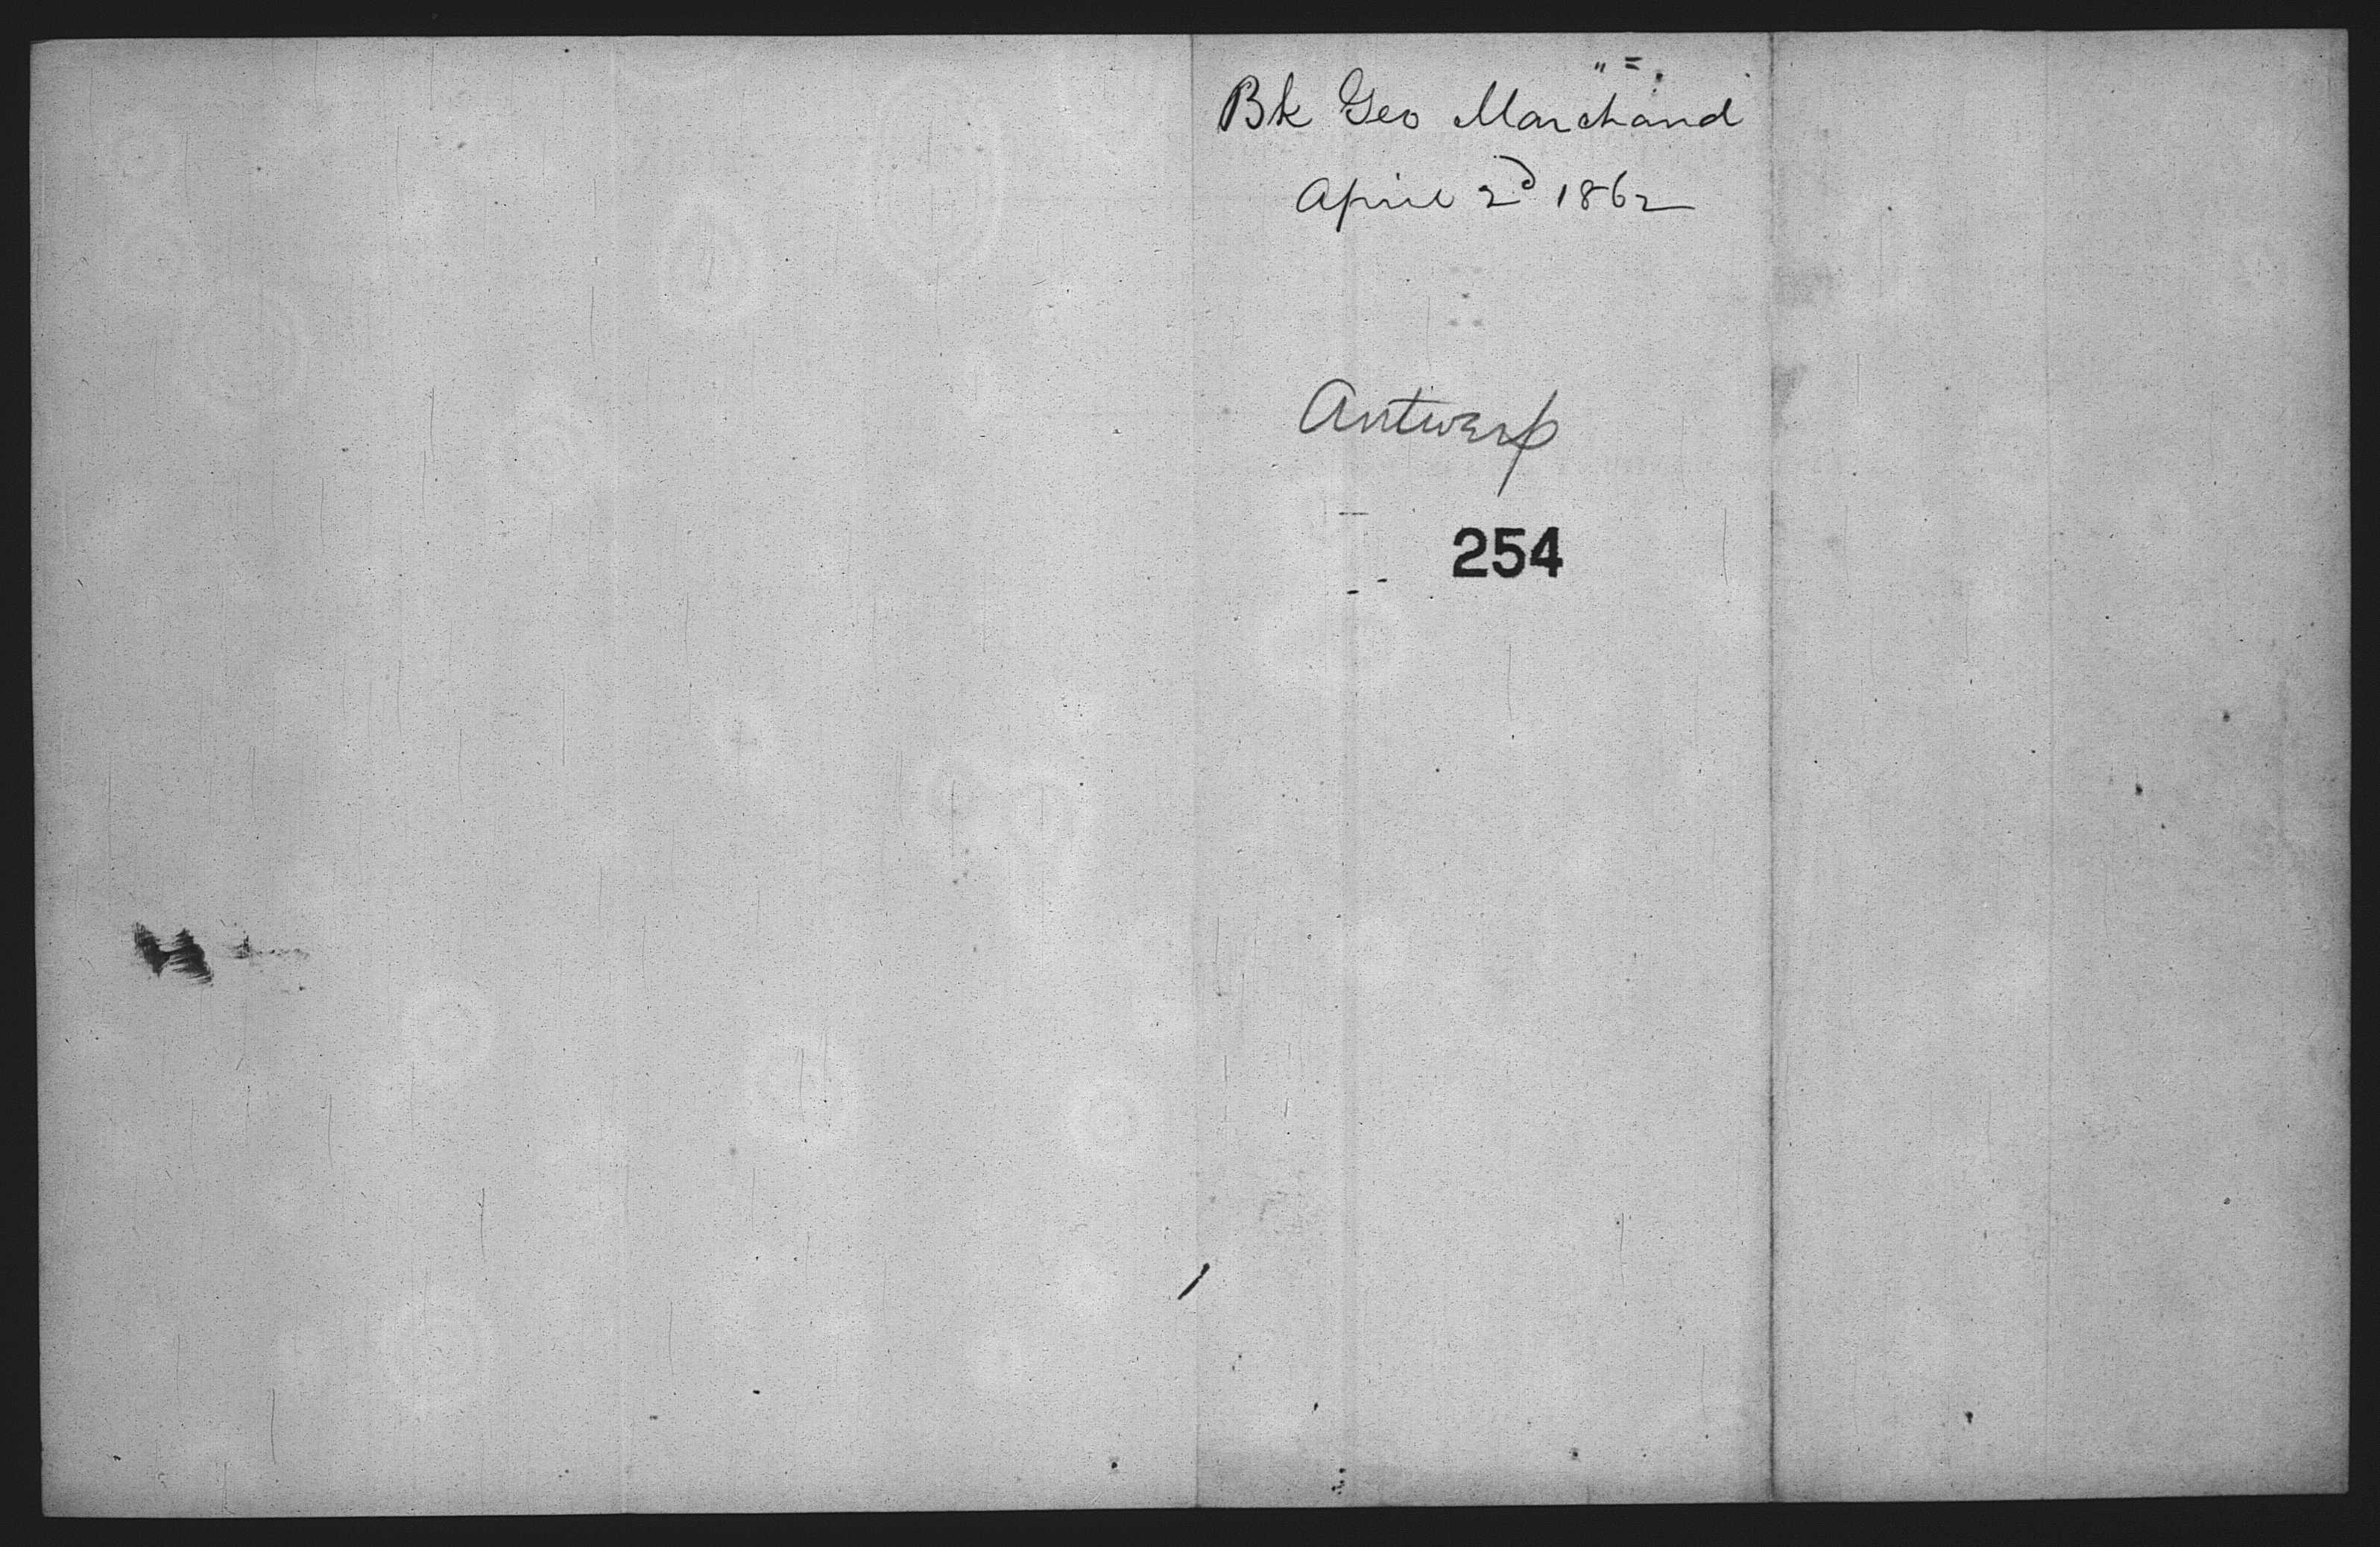 Bk Geo Marchand
April 2d 1862
Antwerp
254